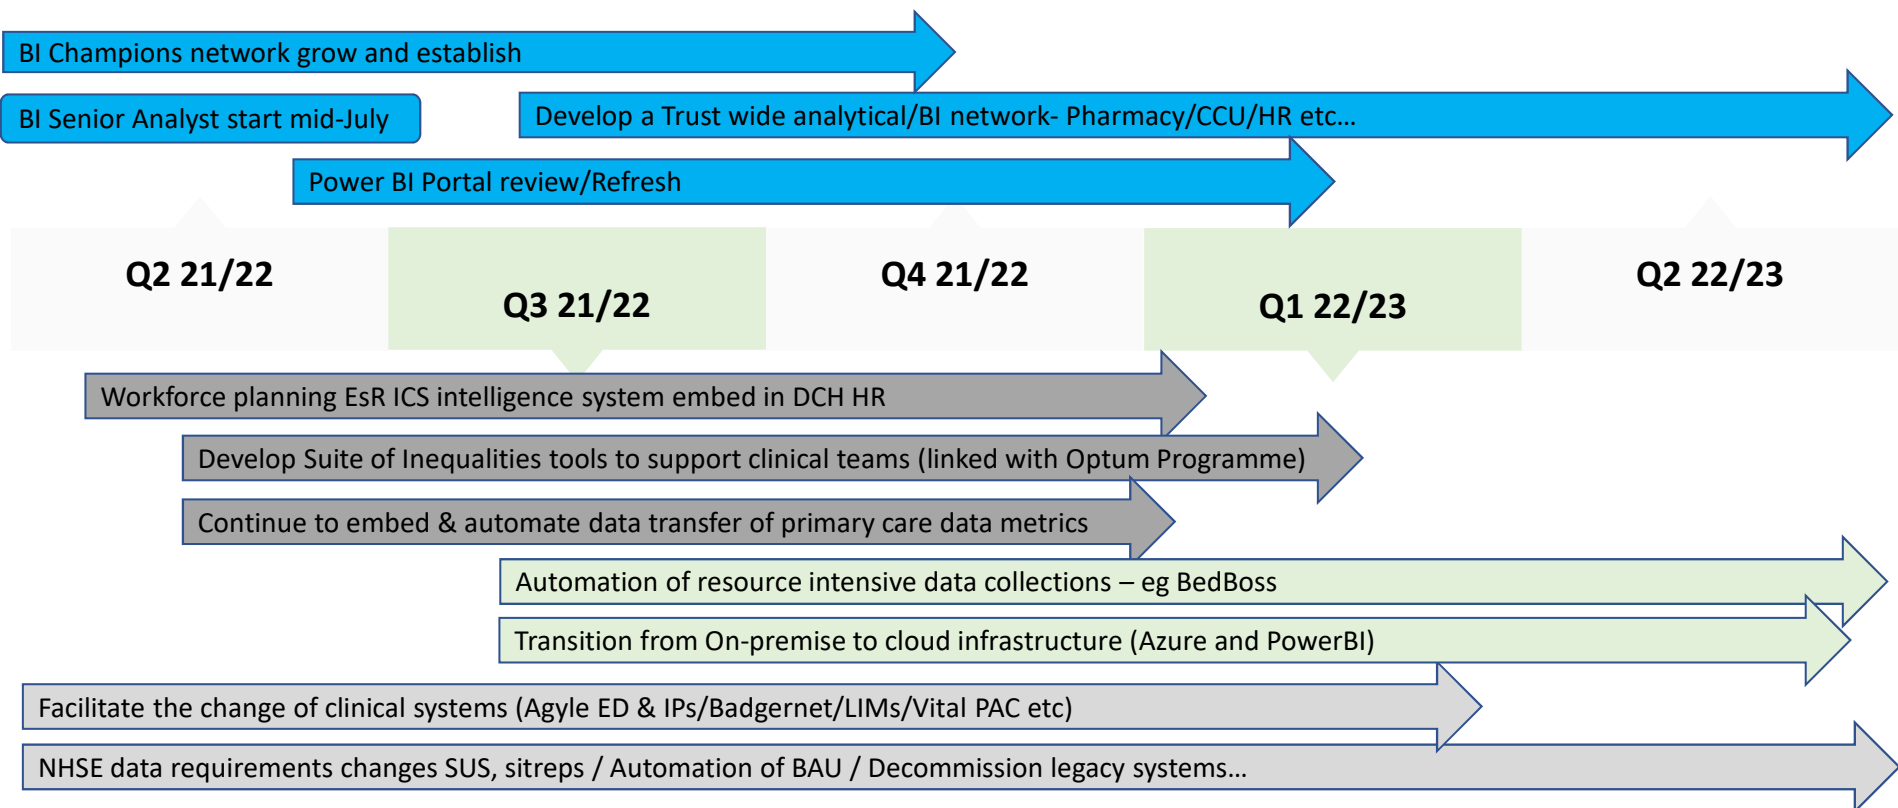 BI Champions network grow and establish
BI Senior Analyst start mid-July
Develop a Trust wide analytical/BI network- Pharmacy/CCU/HR etc…
Power BI Portal review/Refresh
Q2 21/22
Q3 21/22
Q4 21/22
Q1 22/23
Q2 22/23
Workforce planning EsR ICS intelligence system embed in DCH HR
Develop Suite of Inequalities tools to support clinical teams (linked with Optum Programme)
Continue to embed & automate data transfer of primary care data metrics
Automation of resource intensive data collections – eg BedBoss
Transition from On-premise to cloud infrastructure (Azure and PowerBI)
Facilitate the change of clinical systems (Agyle ED & IPs/Badgernet/LIMs/Vital PAC etc)
NHSE data requirements changes SUS, sitreps / Automation of BAU / Decommission legacy systems…